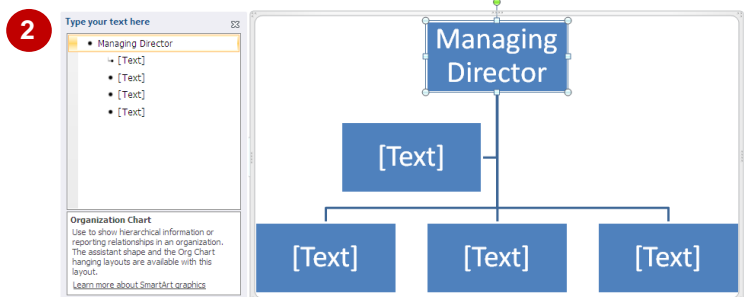 2
Type your text here
Managing Director
[Text]
[Text]
[Text]
[Text]
Organization Chart
Use to show hierarchical information or
reporting relationships in an organization.
The assistant shape and the Org Chart
hanging layouts are available with this
layout.
Learn more about SmartArt graphics
Managing
Director
[Text]
[Text]
[Text]
[Text]